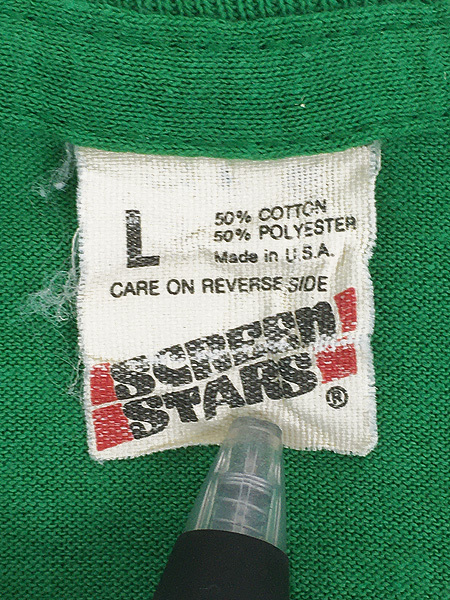 L
50% COTTON
50% POLYESTER
Made in U.S.A.
CARE ON REVERSE SIDE
SCREEN
STARS ®